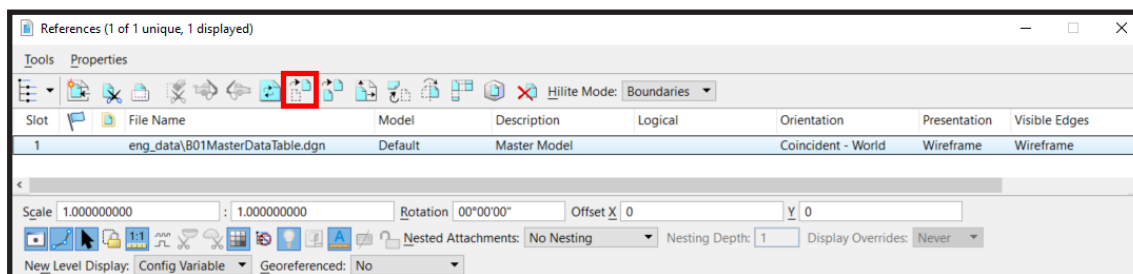 References (1 of 1 unique, 1 displayed)
Tools Properties
Hilite Mode: Boundaries
Slot File Name Model Description Logical Orientation Presentation Visible Edges
1 eng_data\B01MasterDataTable.dgn Default Master Model Coincident - World Wireframe Wireframe
Scale 1.000000000 : 1.000000000 Rotation 00°00'00" Offset X 0 Y 0
1:1 A Nested Attachments: No Nesting Nesting Depth: 1 Display Overrides: Never
New Level Display: Config Variable Georeferenced: No